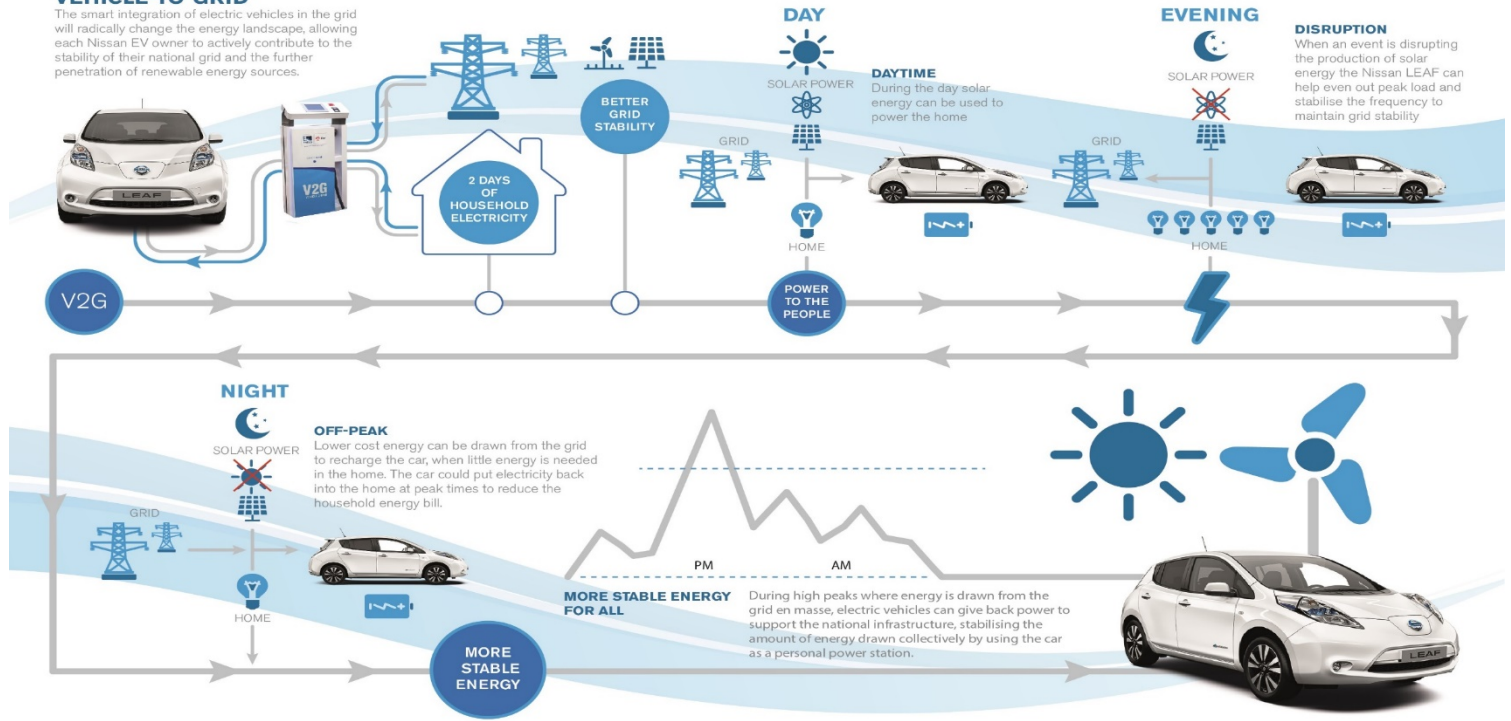 VEHICLE TO GRID
The smart integration of electric vehicles in the grid
will radically change the energy landscape, allowing
each Nissan EV owner to actively contribute to the
stability of their national grid and the further
penetration of renewable energy sources.
LEAF
V2G
2 DAYS
OF
HOUSEHOLD
ELECTRICITY
BETTER
GRID
STABILITY
DAY
SOLAR POWER
DAYTIME
During the day solar
energy can be used to
power the home
GRID
HOME
EVENING
SOLAR POWER
DISRUPTION
When an event is disrupting
the production of solar
energy the Nissan LEAF can
help even out peak load and
stabilise the frequency to
maintain grid stability
GRID
HOME
V2G
POWER
TO THE
PEOPLE
NIGHT
SOLAR POWER
OFF-PEAK
Lower cost energy can be drawn from the grid
to recharge the car, when little energy is needed
in the home. The car could put electricity back
into the home at peak times to reduce the
household energy bill.
GRID
HOME
PM
AM
MORE STABLE ENERGY
FOR ALL
During high peaks where energy is drawn from the
grid en masse, electric vehicles can give back power to
support the national infrastructure, stabilising the
amount of energy drawn collectively by using the car
as a personal power station.
MORE
STABLE
ENERGY
LEAF